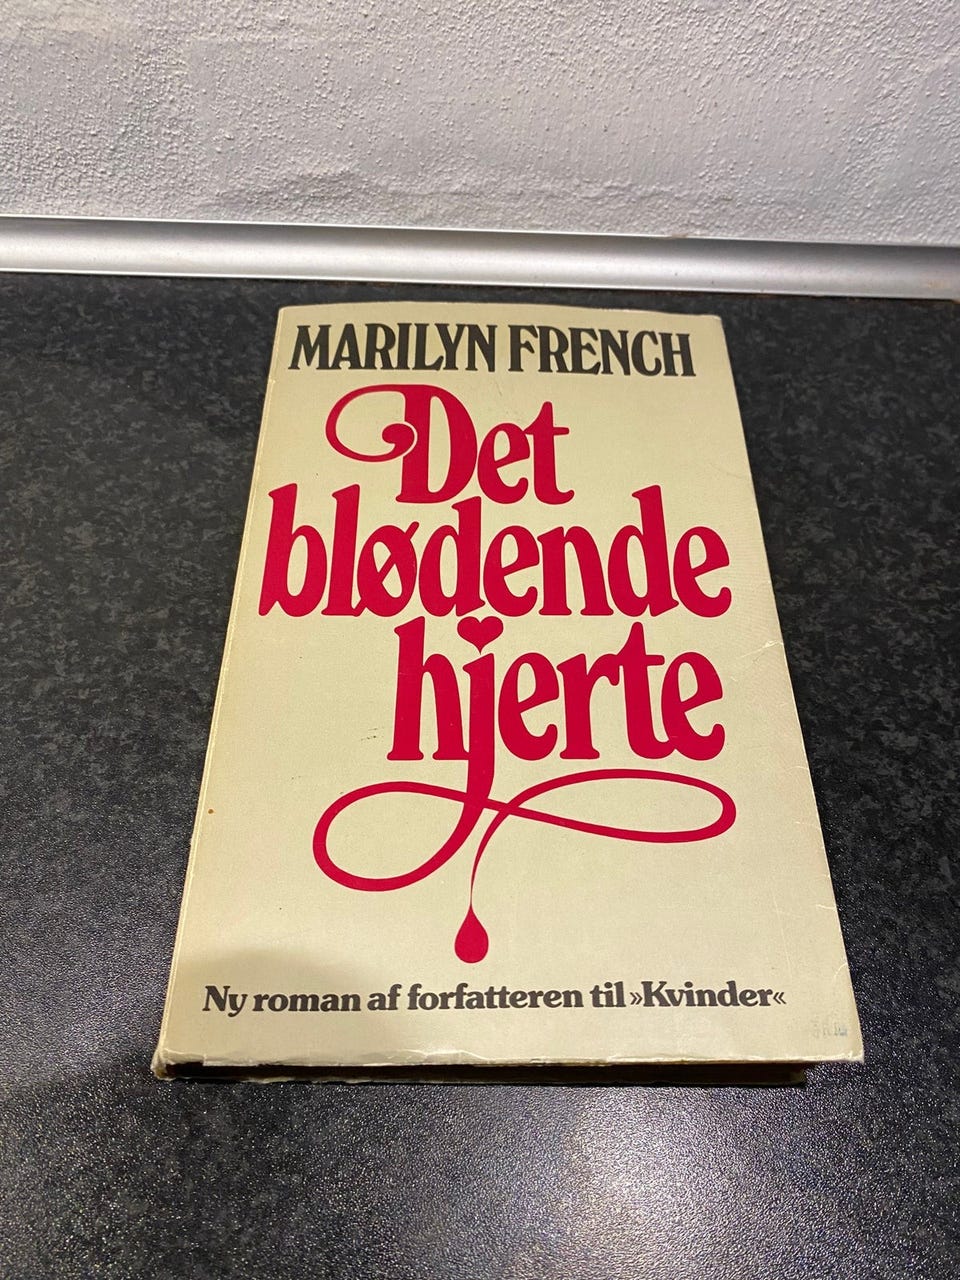 MARILYN FRENCH
Det
blødende
hjerte
Ny roman af forfatteren til »Kvinder«